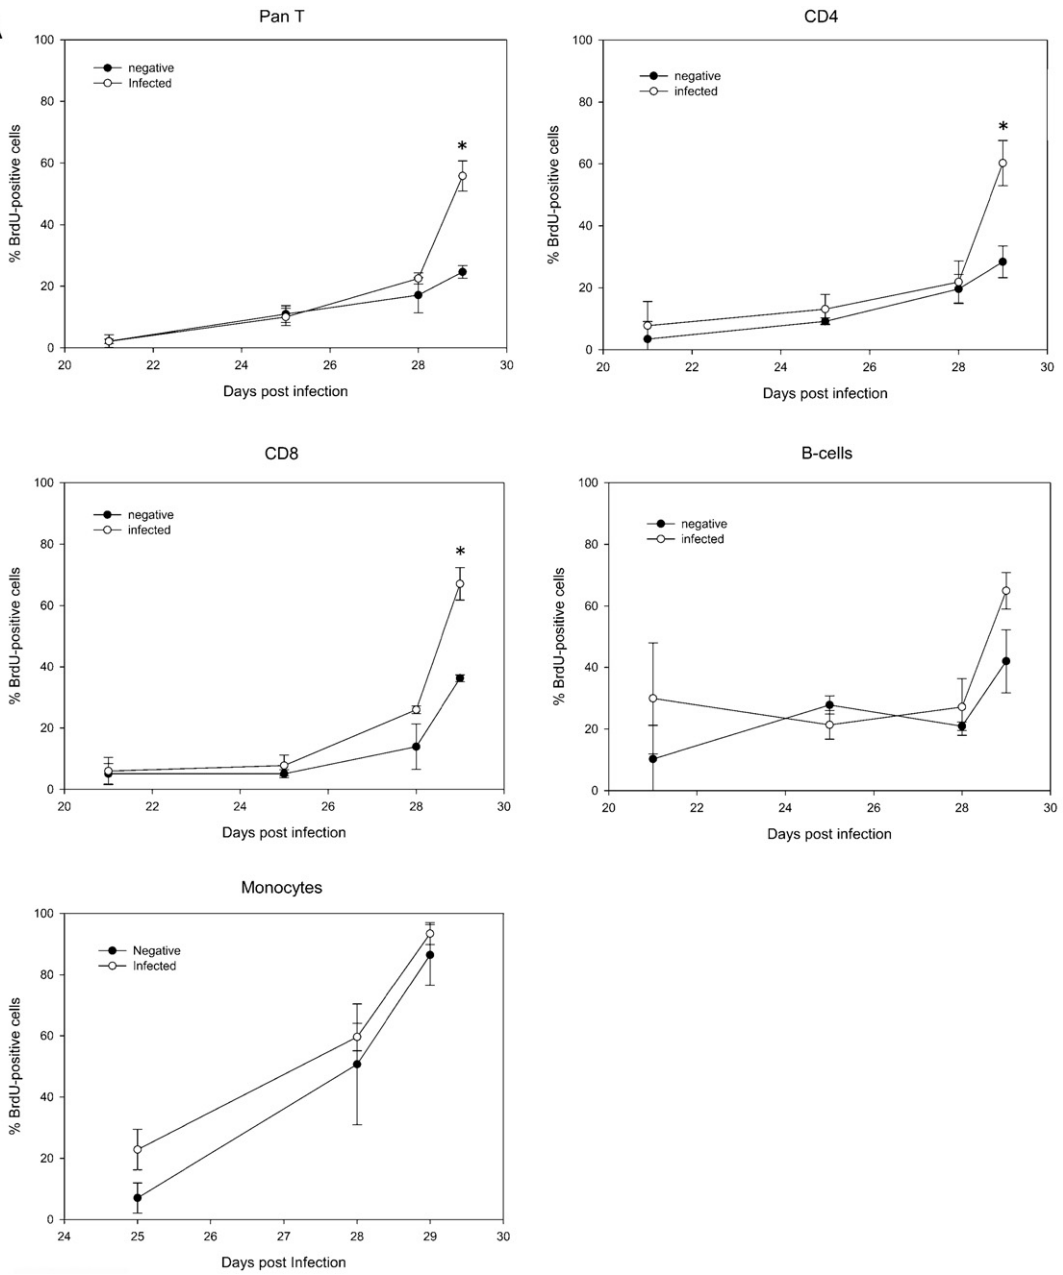 Pan T
100
80
60
40
20
0
20 22 24 26 28 30
% BrdU-positive cells
Days post infection
negative
Infected
*
CD4
100
80
60
40
20
0
20 22 24 26 28 30
% BrdU-positive cells
Days post infection
negative
infected
*
CD8
100
80
60
40
20
0
20 22 24 26 28 30
% BrdU-positive cells
Days post infection
negative
infected
*
B-cells
100
80
60
40
20
0
20 22 24 26 28 30
% BrdU-positive cells
Days post infection
negative
infected
Monocytes
100
80
60
40
20
0
24 25 26 27 28 29 30
% BrdU-positive cells
Days post Infection
Negative
Infected